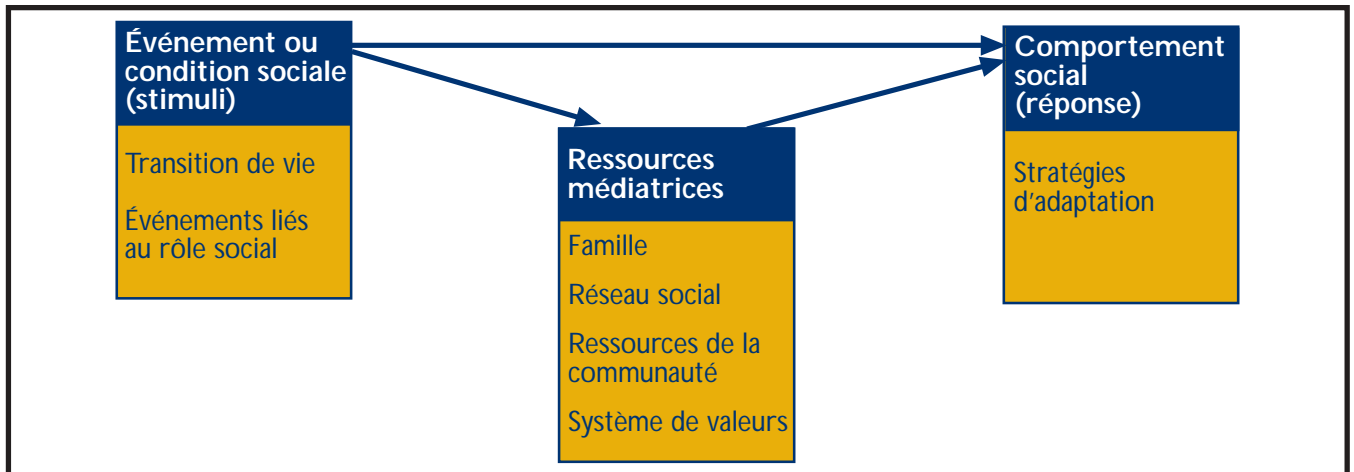 Événement ou
condition sociale
(stimuli)
Transition de vie
Événements liés
au rôle social
Ressources
médiatrices
Famille
Réseau social
Ressources de la
communauté
Système de valeurs
Comportement
social
(réponse)
Stratégies
d'adaptation